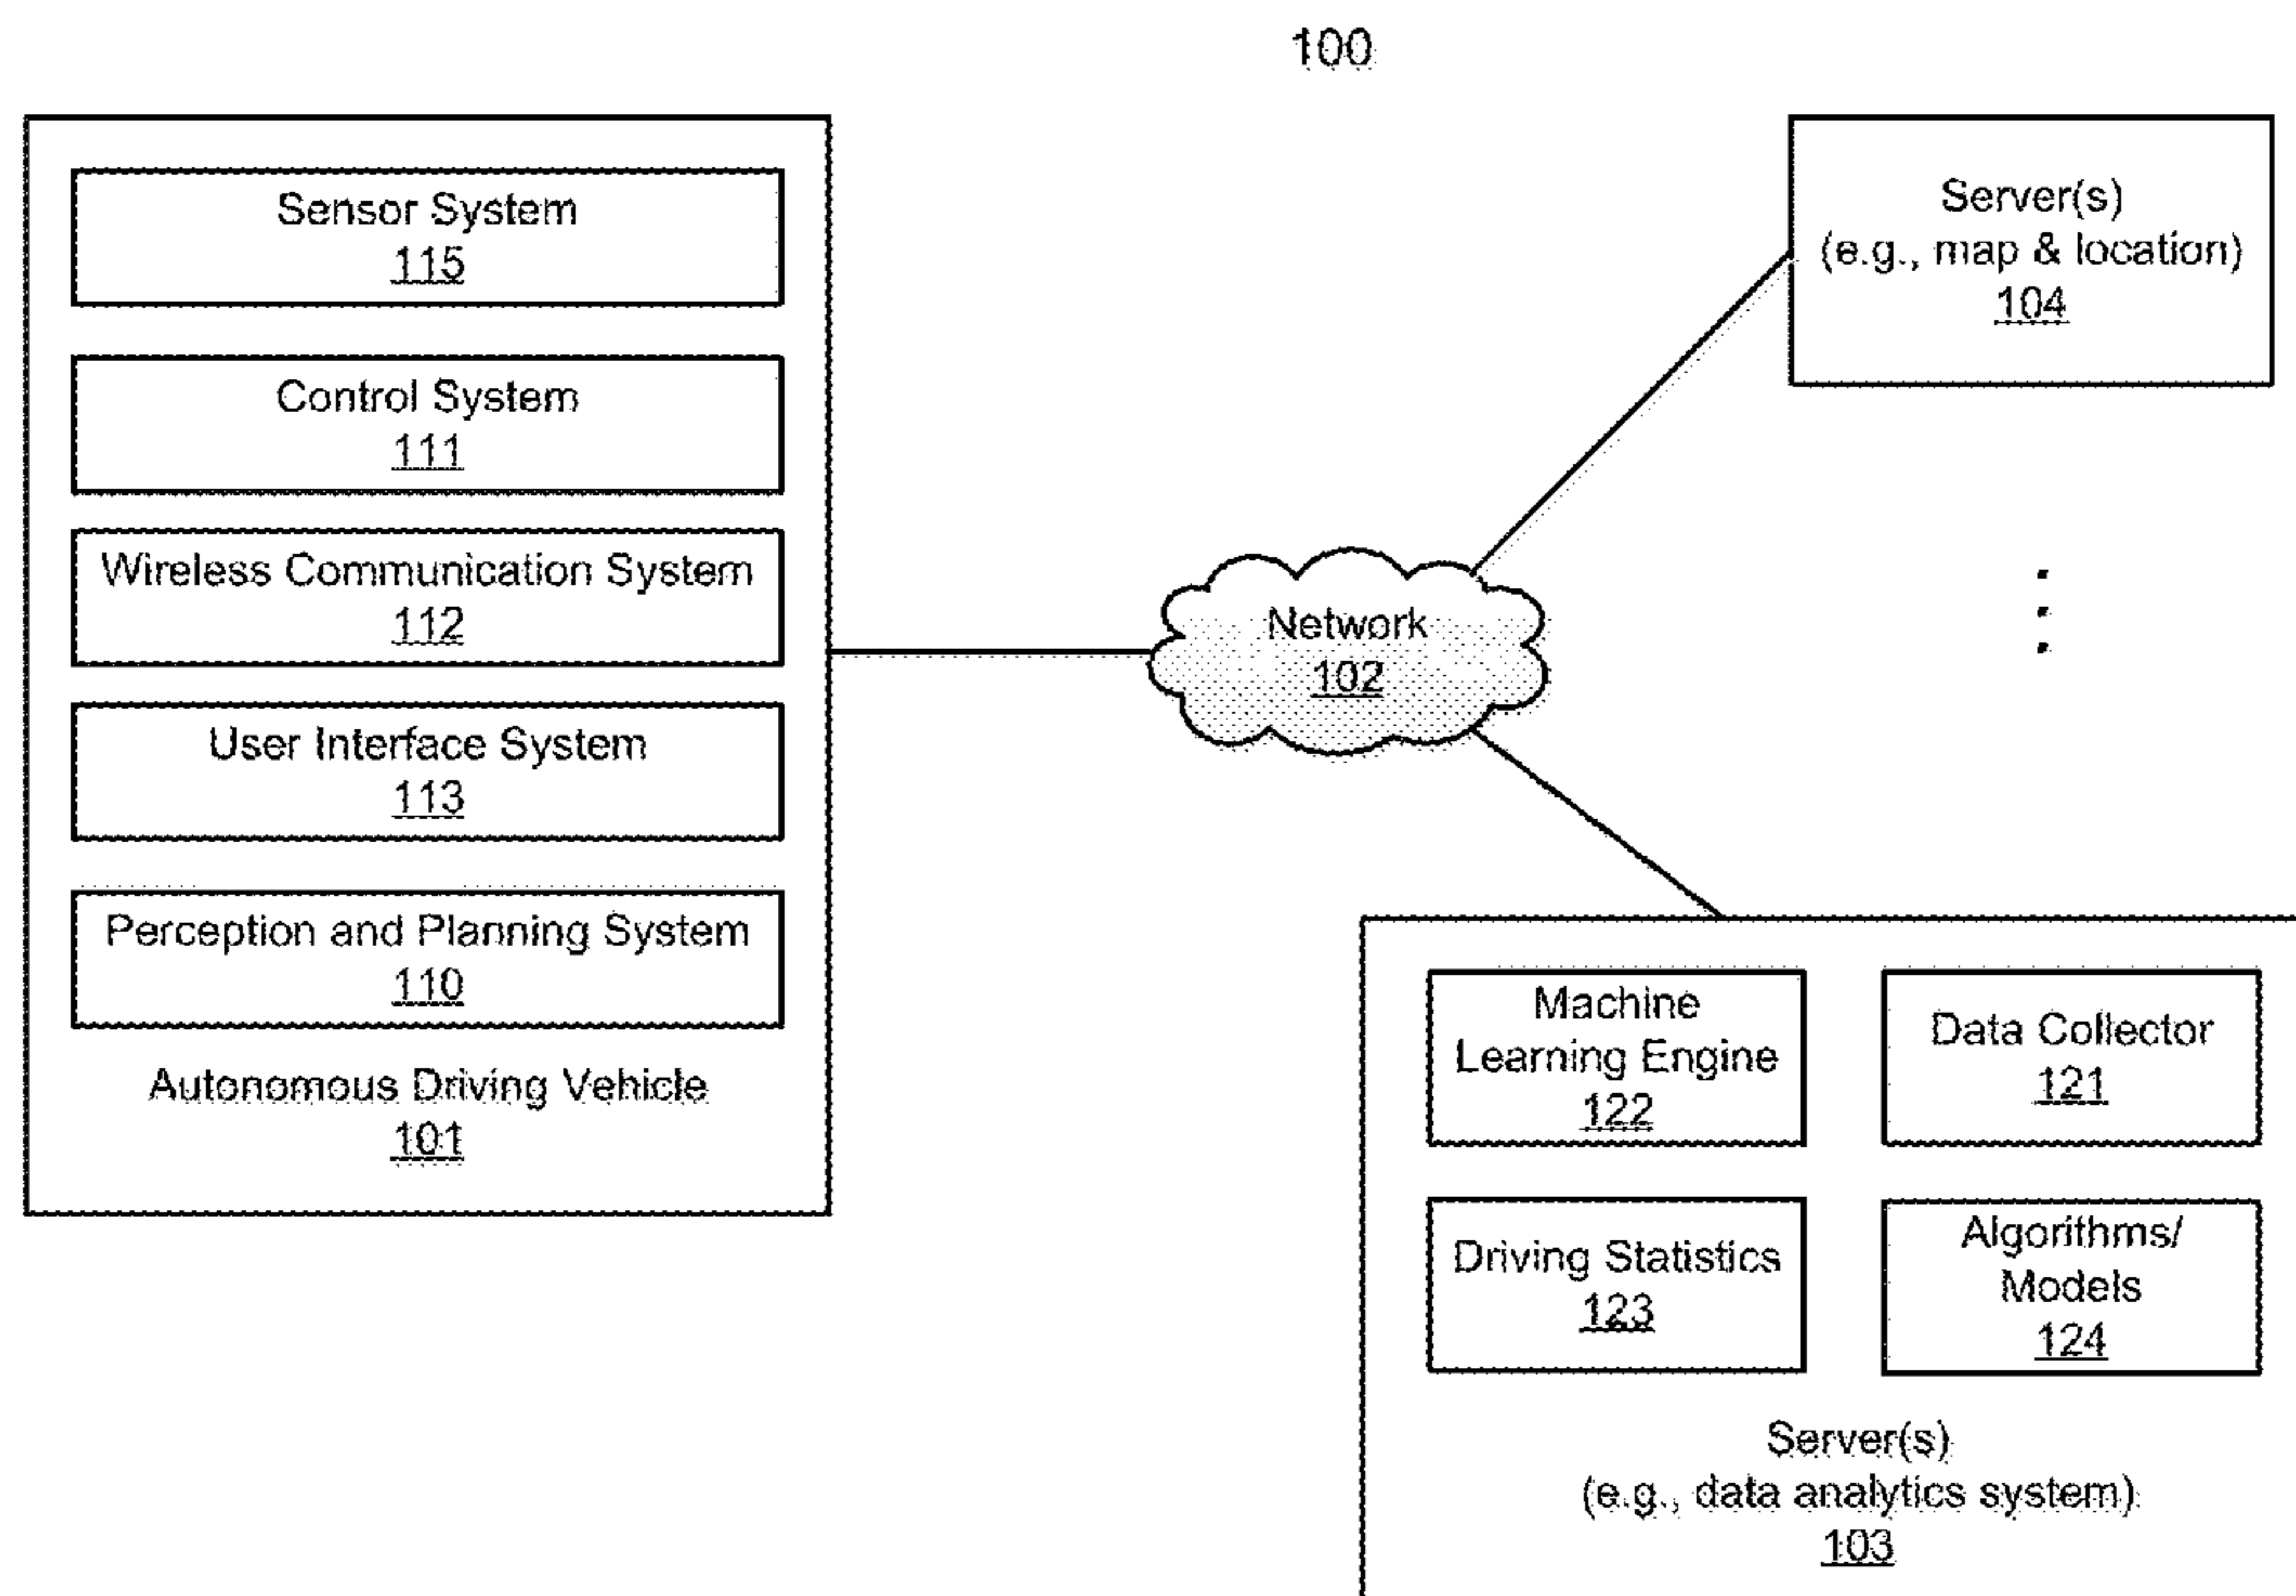 100
Sensor System
115
Control System
111
Wireless Communication System
112
User Interface System
113
Perception and Planning System
110
Autonomous Driving Vehicle
101
Network
102
Server(s)
(e.g., map & location)
104
Machine
Learning Engine
122
Data Collector
121
Driving Statistics
123
Algorithms/
Models
124
Server(s)
(e.g., data analytics system)
103